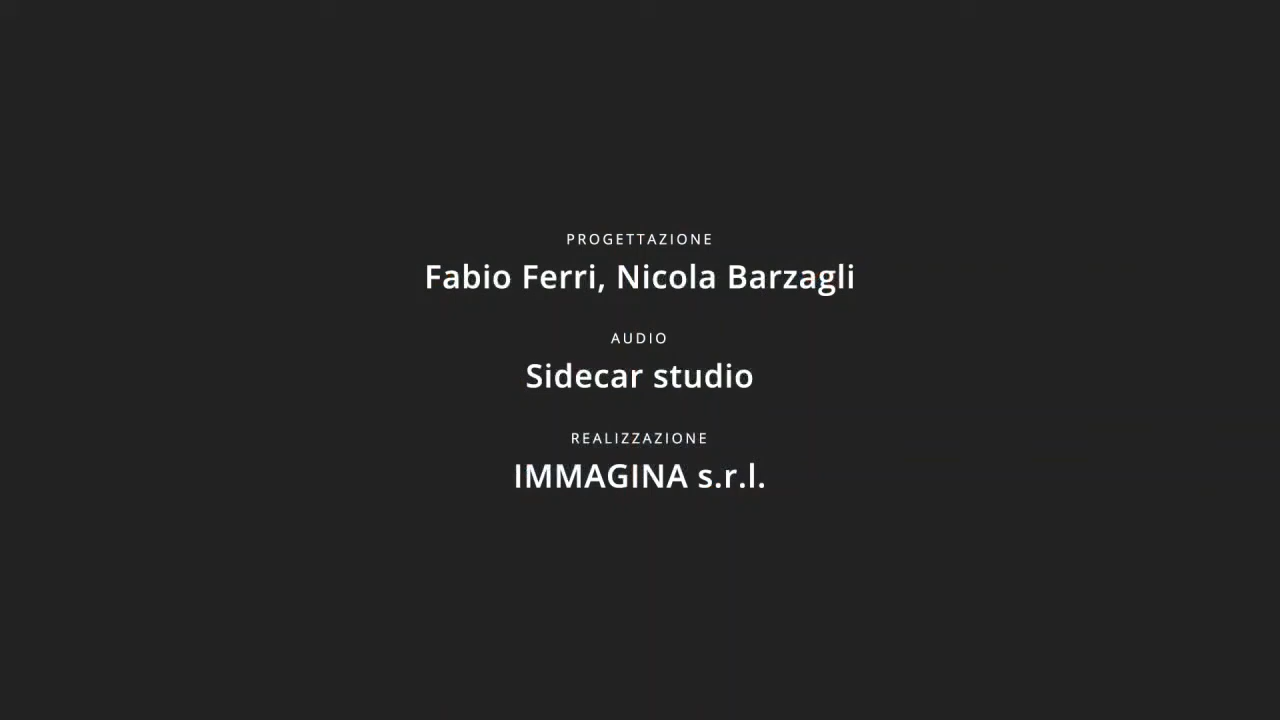 PROGETTAZIONE
Fabio Ferri, Nicola Barzagli
AUDIO
Sidecar studio
REALIZZAZIONE
IMMAGINA s.r.l.